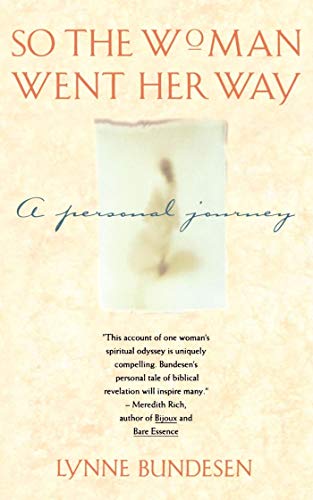 SO THE WOMAN
WENT HER WAY
A personal journey
"This account of one woman's
spiritual odyssey is uniquely
compelling. Bundesen's
personal tale of biblical
revelation will inspire many."
– Meredith Rich,
author of Bijoux and
Bare Essence
LYNNE BUNDESEN